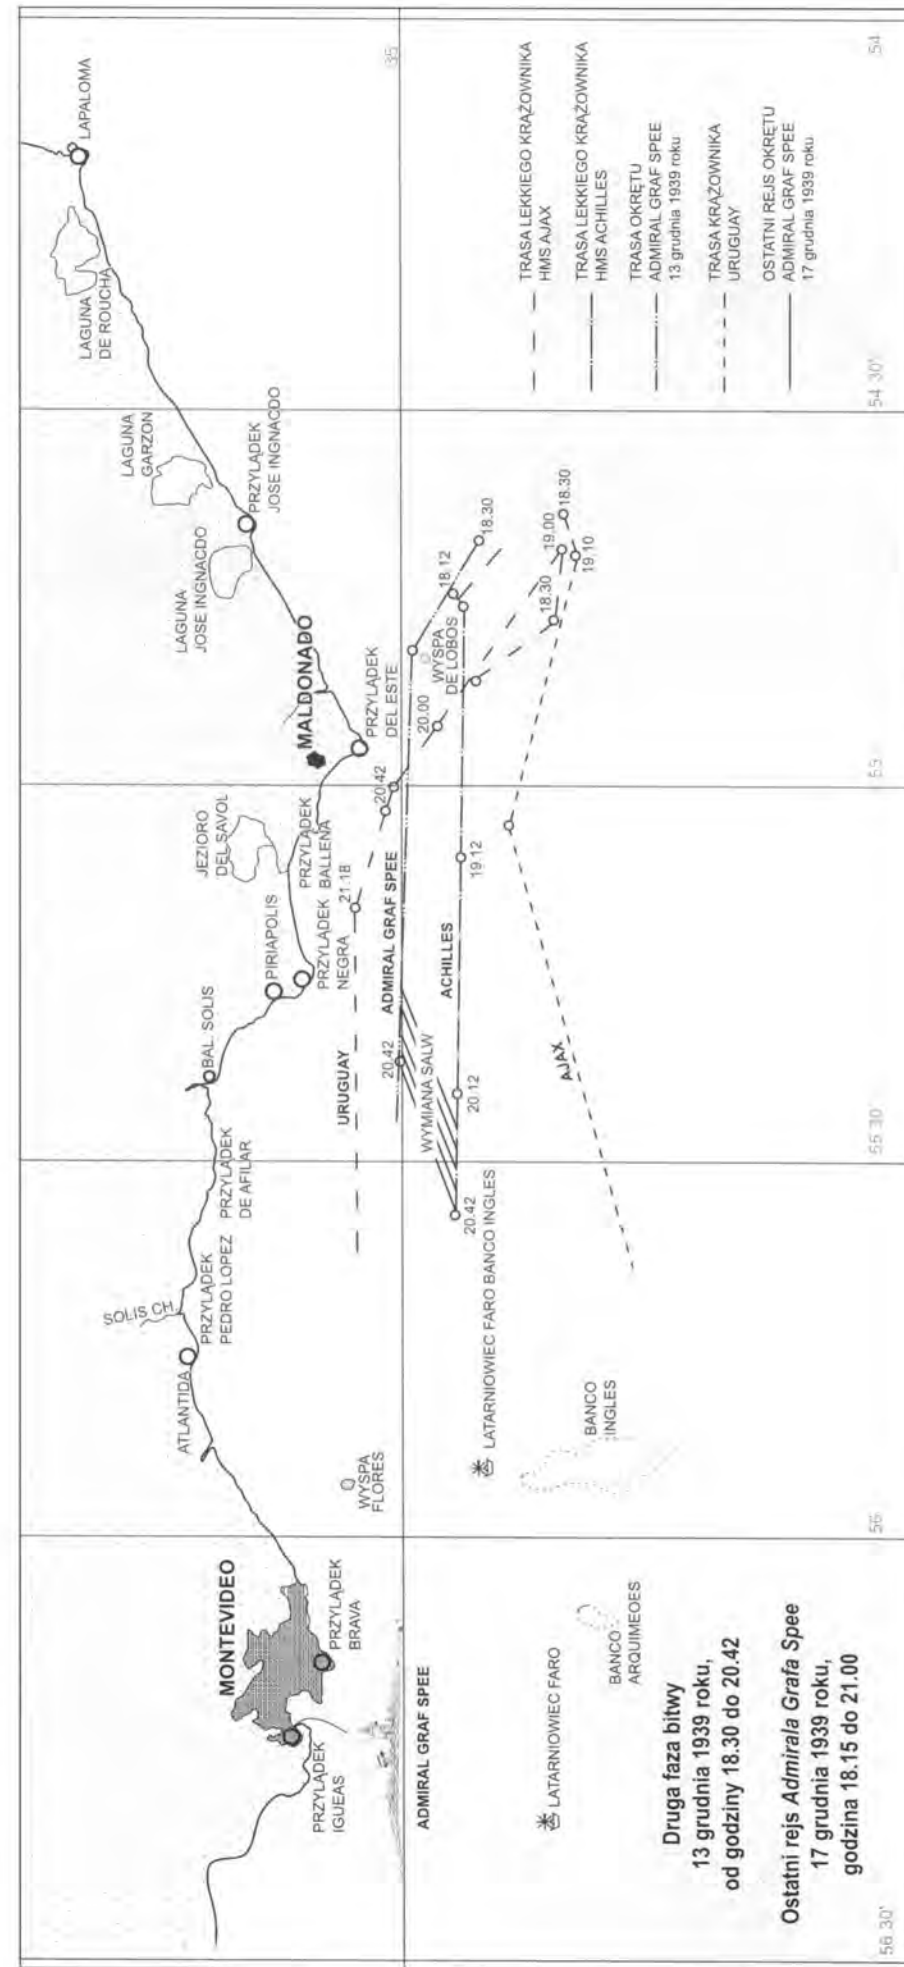 MONTEVIDEO
PRZYLĄDEK
IGUEAS
PRZYLĄDEK
BRAVA
WYSPA
FLORES
ATLANTIDA
SOLIS CH.
PRZYLĄDEK
PEDRO LOPEZ
PRZYLĄDEK
DE AFILAR
BAL. SOLIS
PIRIAPOLIS
PRZYLĄDEK
NEGRA
JEZIORO
DEL SAVOL
PRZYLĄDEK
BALLENA
MALDONADO
PRZYLĄDEK
DEL ESTE
LAGUNA
JOSE INGNACDO
LAGUNA
GARZON
PRZYLĄDEK
JOSE INGNACDO
LAGUNA
DE ROUCHA
LAPALOMA
35
URUGUAY
21.18
20.42
20.00
ADMIRAL GRAF SPEE
20.42
WYMIANA SALW
ACHILLES
20.42
20.12
19.12
WYSPA
DE LOBOS
18.12
18.30
18.30
19.00
18.30
19.10
AJAX
ADMIRAL GRAF SPEE
LATARNIOWIEC FARO BANCO INGLES
BANCO
INGLES
LATARNIOWIEC FARO
BANCO
ARQUIMEOES
Druga faza bitwy
13 grudnia 1939 roku,
od godziny 18.30 do 20.42
Ostatni rejs Admirala Grafa Spee
17 grudnia 1939 roku,
godzina 18.15 do 21.00
TRASA LEKKIEGO KRĄŻOWNIKA
HMS AJAX
TRASA LEKKIEGO KRĄŻOWNIKA
HMS ACHILLES
TRASA OKRĘTU
ADMIRAL GRAF SPEE
13 grudnia 1939 roku
TRASA KRĄŻOWNIKA
URUGUAY
OSTATNI REJS OKRĘTU
ADMIRAL GRAF SPEE
17 grudnia 1939 roku
56 30'
56
55 30'
55
54 30'
54